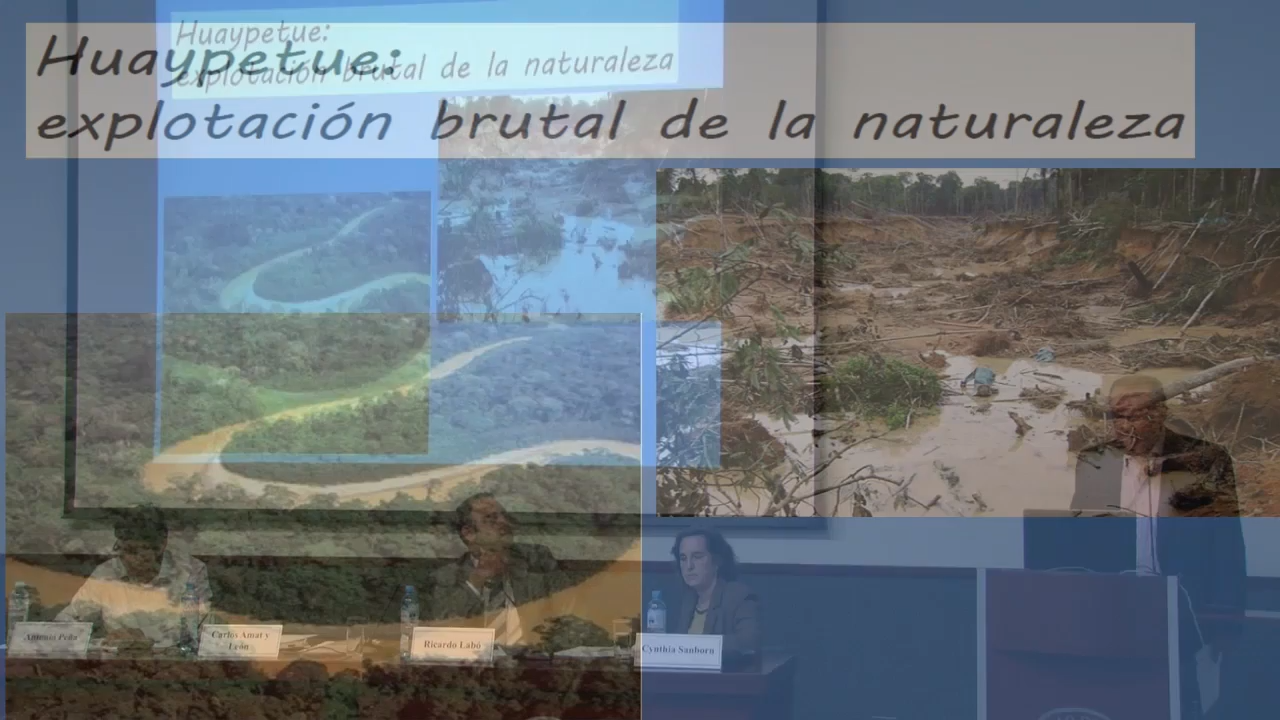 Huaypetue:
explotación brutal de la naturaleza
Huaypetue:
explotación brutal de la naturaleza
Antonio Peña
Carlos Amat y
León
Ricardo Labó
Cynthia Sanborn